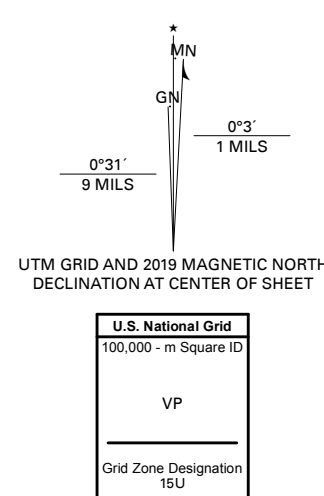 ★
MN
GN
0°3´
1 MILS
0°31´
9 MILS
UTM GRID AND 2019 MAGNETIC NORTH
DECLINATION AT CENTER OF SHEET
U.S. National Grid
100,000 - m Square ID
VP
Grid Zone Designation
15U